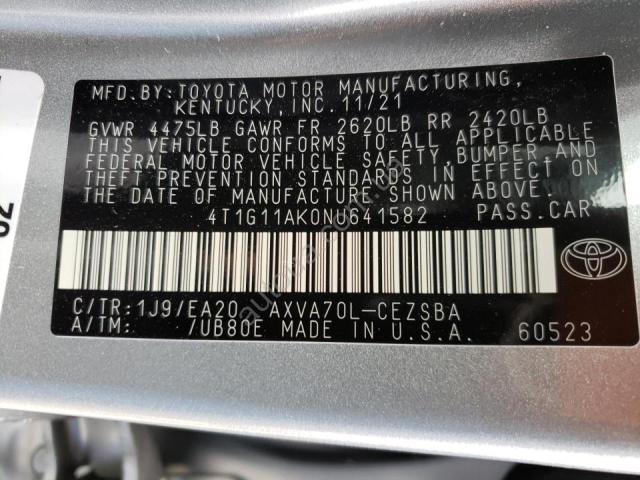 MFD.BY:TOYOTA MOTOR MANUFACTURING,
KENTUCKY, INC. 11/21
GVWR 4475LB GAWR FR 2620LB RR 2420LB
THIS VEHICLE CONFORMS TO ALL APPLICABLE
FEDERAL MOTOR VEHICLE SAFETY,BUMPER,AND
THEFT PREVENTION STANDARDS IN EFFECT ON
THE DATE OF MANUFACTURE SHOWN ABOVE.
4T1G11AK0NU641582 PASS.CAR
C/TR:1J9/EA20 AXVA70L-CEZSBA
A/TM: /UB80E MADE IN U.S.A. 60523